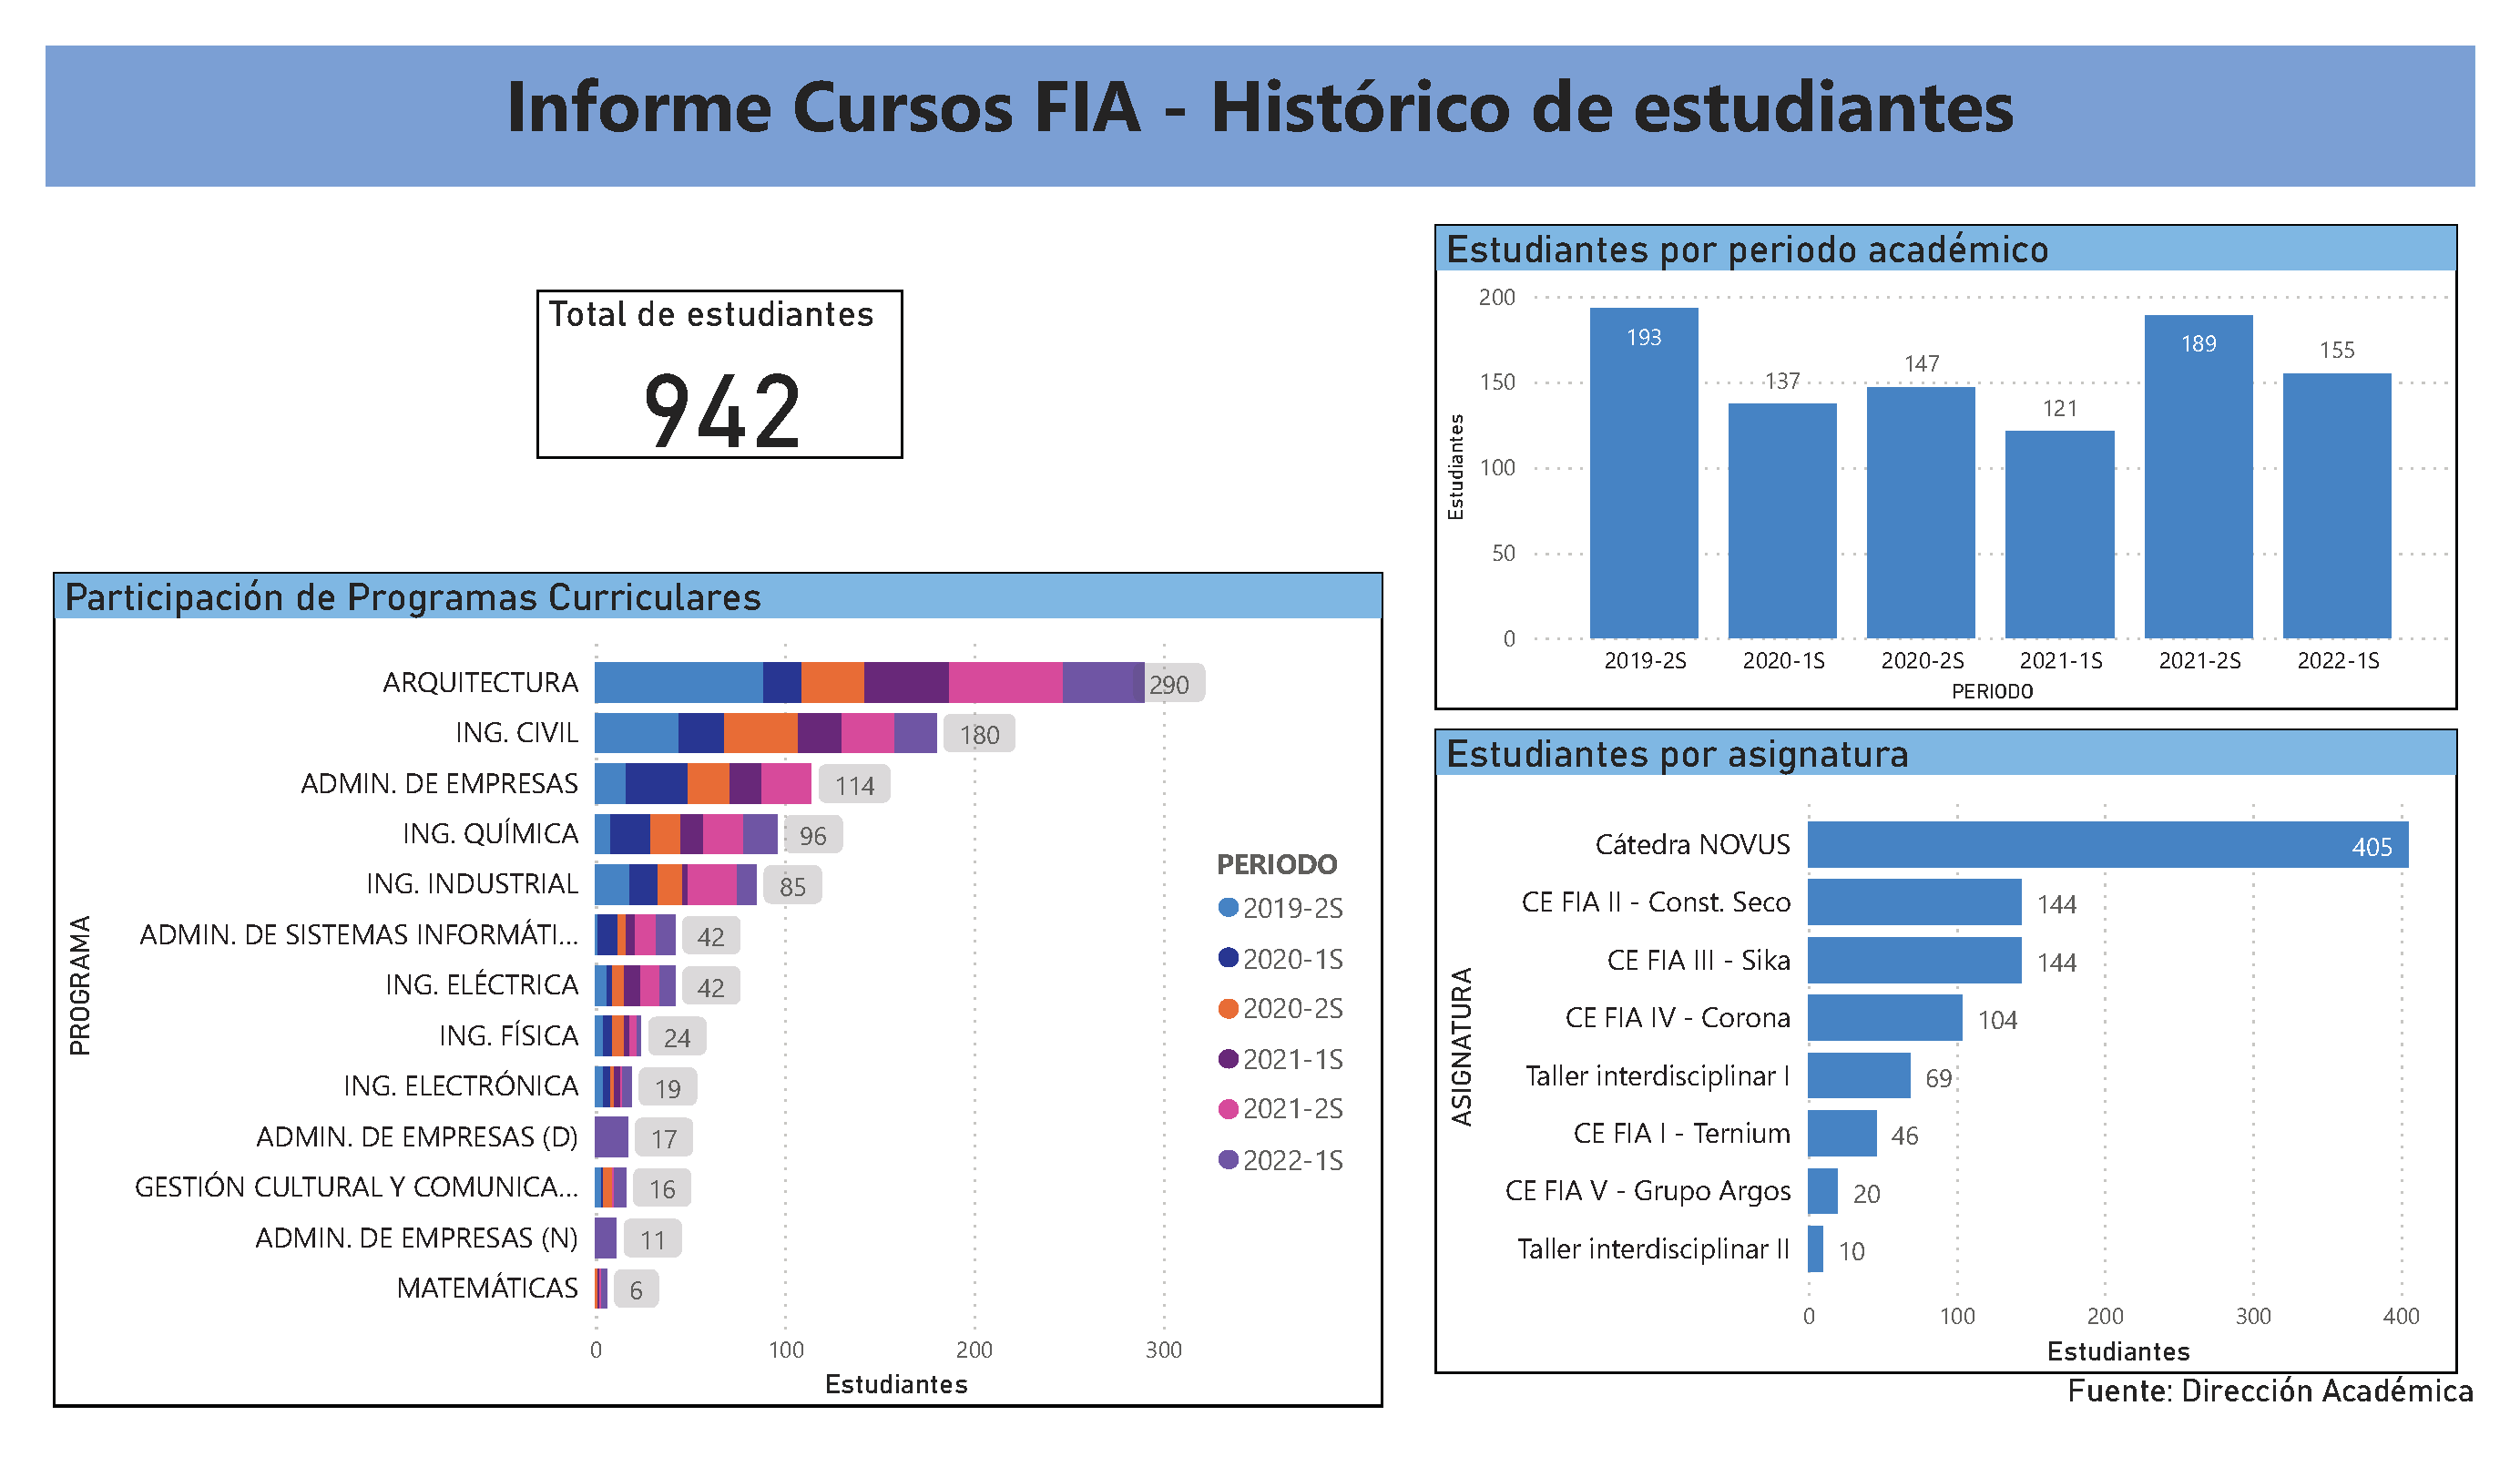 Informe Cursos FIA - Histórico de estudiantes
Total de estudiantes
942
Participación de Programas Curriculares
PROGRAMA
ARQUITECTURA 290
ING. CIVIL 180
ADMIN. DE EMPRESAS 114
ING. QUÍMICA 96
ING. INDUSTRIAL 85
ADMIN. DE SISTEMAS INFORMÁTI... 42
ING. ELÉCTRICA 42
ING. FÍSICA 24
ING. ELECTRÓNICA 19
ADMIN. DE EMPRESAS (D) 17
GESTIÓN CULTURAL Y COMUNICA... 16
ADMIN. DE EMPRESAS (N) 11
MATEMÁTICAS 6
0 100 200 300
Estudiantes
PERIODO
2019-2S
2020-1S
2020-2S
2021-1S
2021-2S
2022-1S
Estudiantes por periodo académico
Estudiantes
200
150
100
50
0
193 137 147 121 189 155
2019-2S 2020-1S 2020-2S 2021-1S 2021-2S 2022-1S
PERIODO
Estudiantes por asignatura
ASIGNATURA
Cátedra NOVUS 405
CE FIA II - Const. Seco 144
CE FIA III - Sika 144
CE FIA IV - Corona 104
Taller interdisciplinar I 69
CE FIA I - Ternium 46
CE FIA V - Grupo Argos 20
Taller interdisciplinar II 10
0 100 200 300 400
Estudiantes
Fuente: Dirección Académica